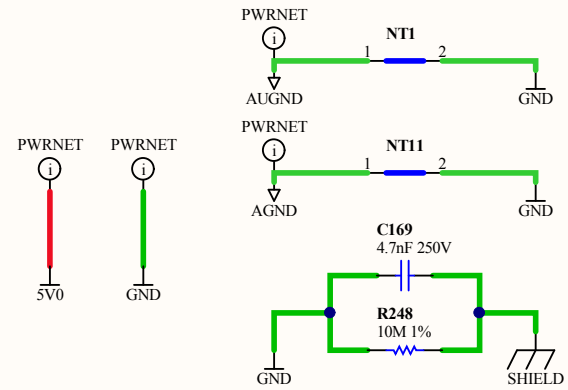 PWRNET
i
NT1
1
2
AUGND
GND
PWRNET
i
NT11
1
2
AGND
GND
PWRNET
i
5V0
PWRNET
i
GND
C169
4.7nF 250V
R248
10M 1%
GND
SHIELD